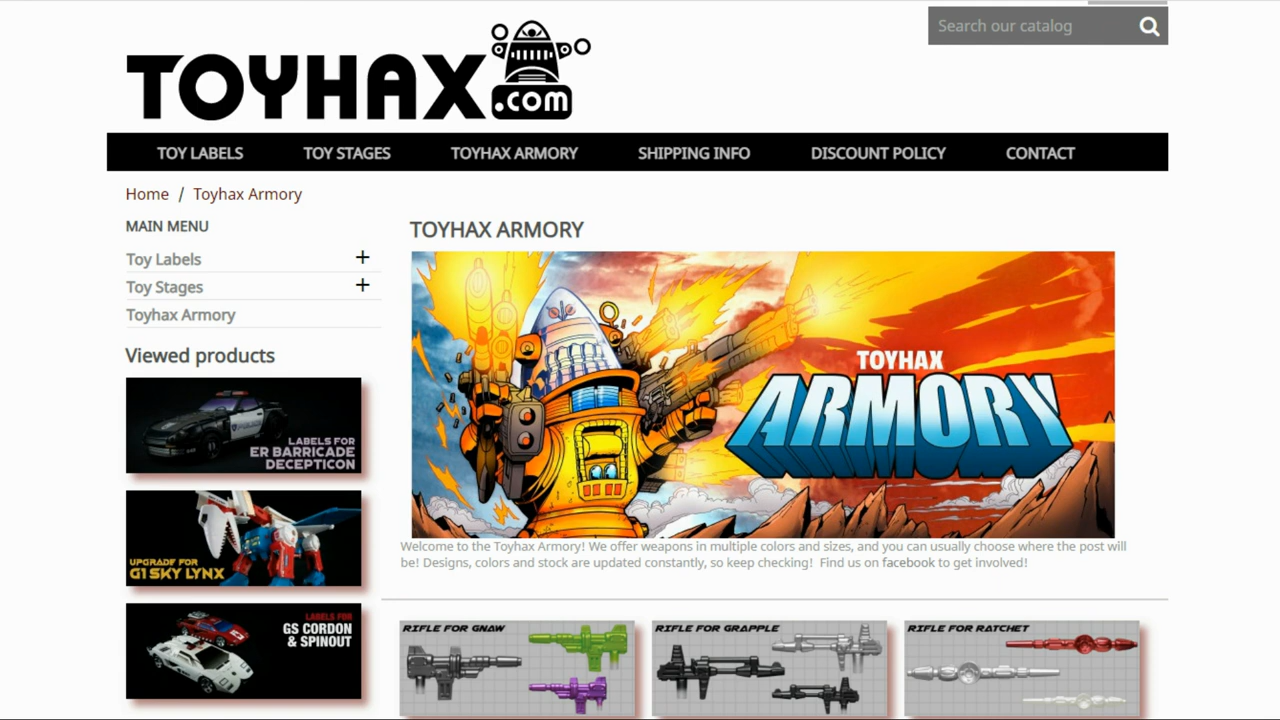 Search our catalog
TOYHAX
.com
TOY LABELS TOY STAGES TOYHAX ARMORY SHIPPING INFO DISCOUNT POLICY CONTACT
Home / Toyhax Armory
MAIN MENU
Toy Labels +
Toy Stages +
Toyhax Armory
Viewed products
LABELS FOR
ER BARRICADE
DECEPTICON
UPGRADE FOR
G1 SKY LYNX
LABELS FOR
GS CORDON
& SPINOUT
TOYHAX ARMORY
TOYHAX
ARMORY
Welcome to the Toyhax Armory! We offer weapons in multiple colors and sizes, and you can usually choose where the post will
be! Designs, colors and stock are updated constantly, so keep checking! Find us on facebook to get involved!
RIFLE FOR GNAW
RIFLE FOR GRAPPLE
RIFLE FOR RATCHET